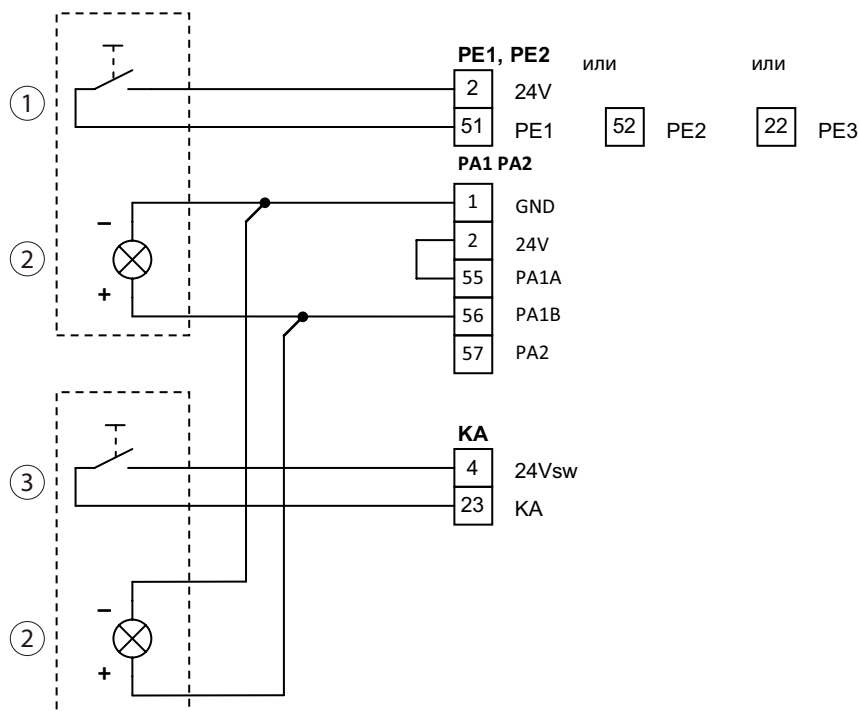 PE1, PE2
или
или
1
2
24V
51
PE1
52
PE2
22
PE3
PA1 PA2
1
GND
–
2
24V
2
55
PA1A
+
56
PA1B
57
PA2
KA
3
4
24Vsw
23
KA
–
2
+